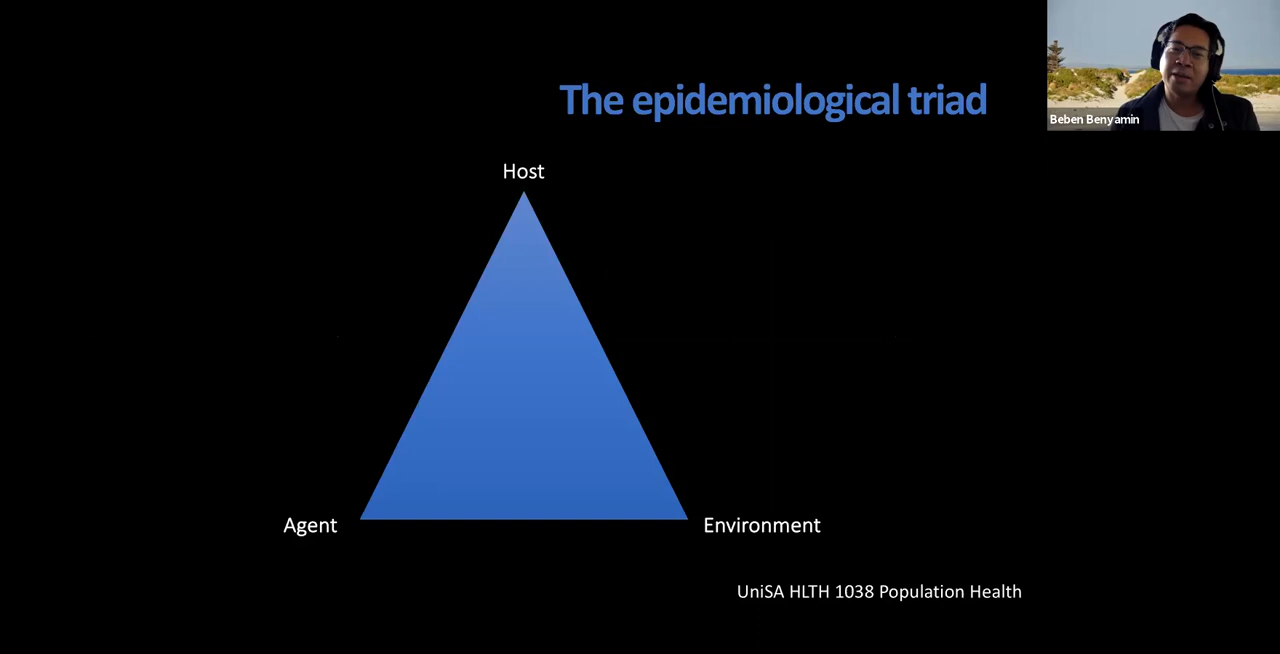 The epidemiological triad
Beben Benyamin
Host
Agent
Environment
UniSA HLTH 1038 Population Health